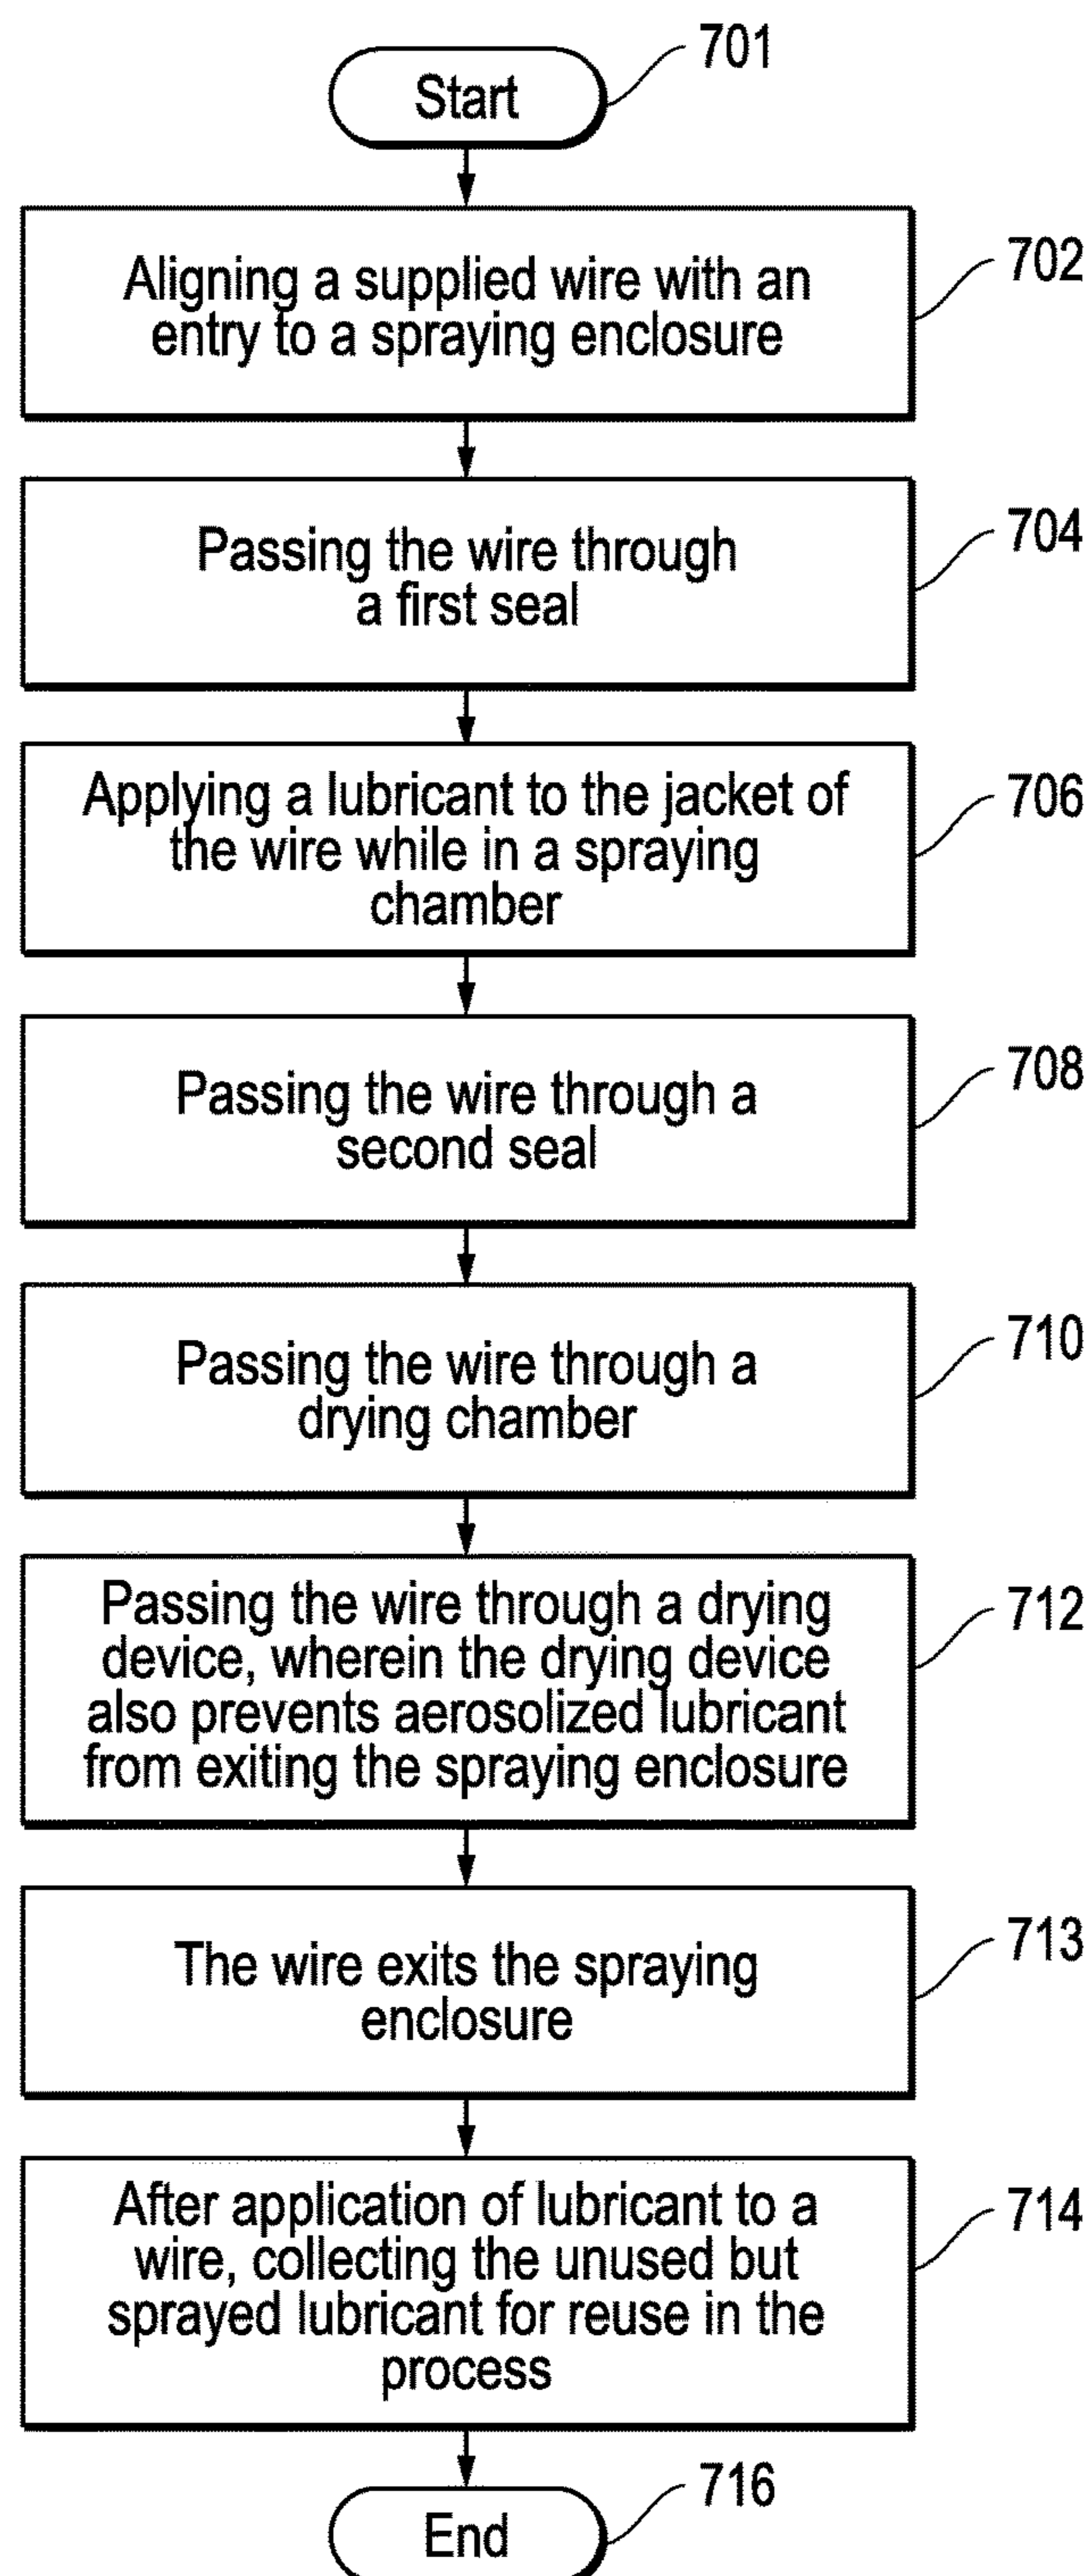 Start
701
Aligning a supplied wire with an
entry to a spraying enclosure
702
Passing the wire through
a first seal
704
Applying a lubricant to the jacket of
the wire while in a spraying
chamber
706
Passing the wire through a
second seal
708
Passing the wire through a
drying chamber
710
Passing the wire through a drying
device, wherein the drying device
also prevents aerosolized lubricant
from exiting the spraying enclosure
712
The wire exits the spraying
enclosure
713
After application of lubricant to a
wire, collecting the unused but
sprayed lubricant for reuse in the
process
714
End
716